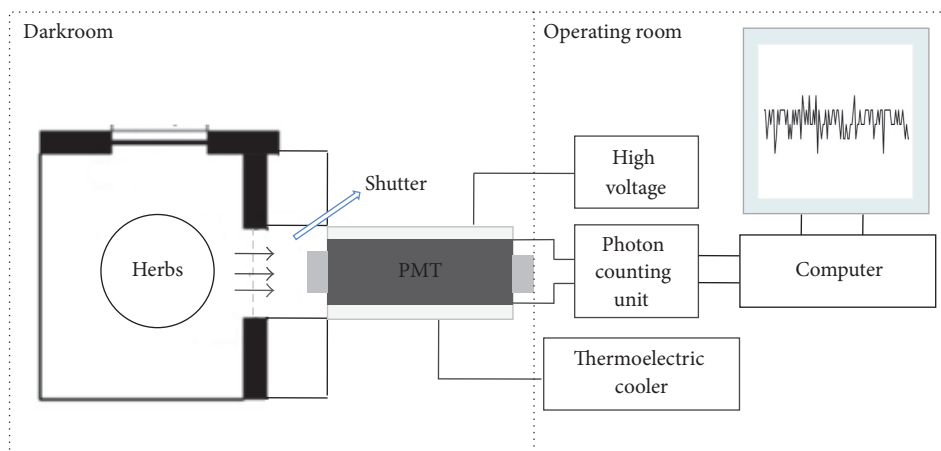 Darkroom
Operating room
High
voltage
Shutter
Herbs
PMT
Photon
counting
unit
Computer
Thermoelectric
cooler